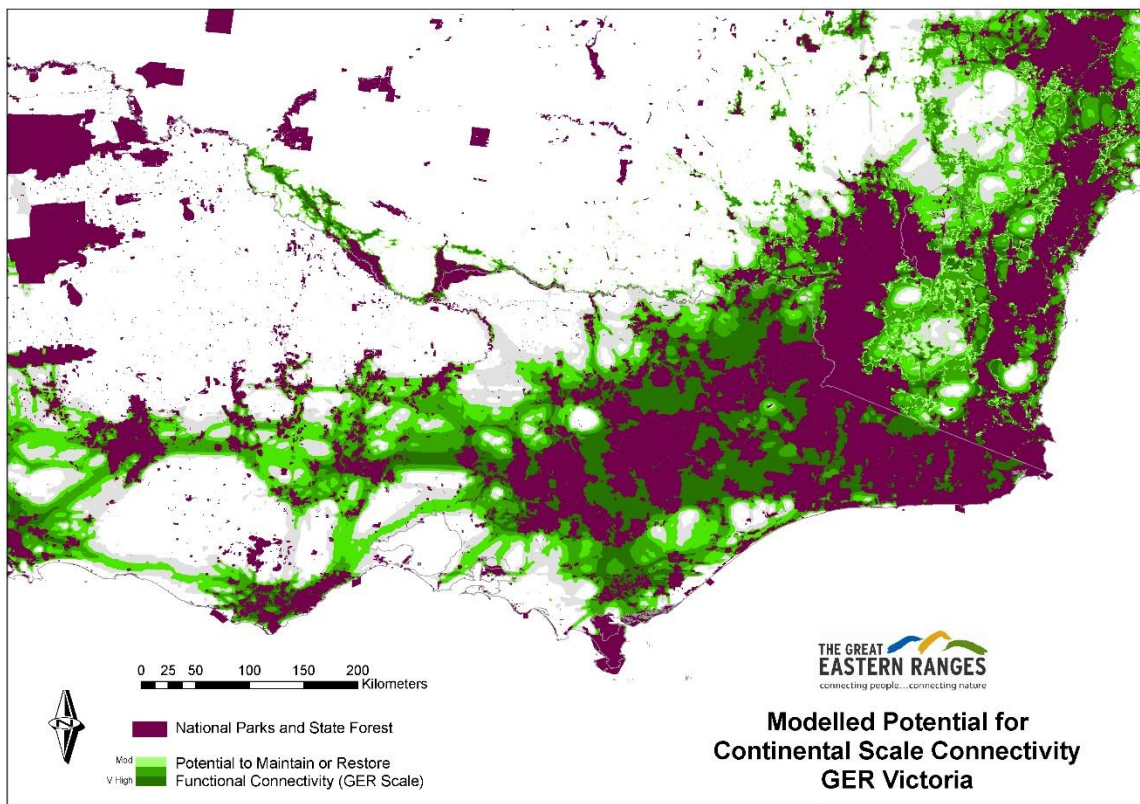 0 25 50 100 150 200
Kilometers
N
National Parks and State Forest
Mod
Potential to Maintain or Restore
V High
Functional Connectivity (GER Scale)
THE GREAT
EASTERN RANGES
connecting people...connecting nature
Modelled Potential for
Continental Scale Connectivity
GER Victoria